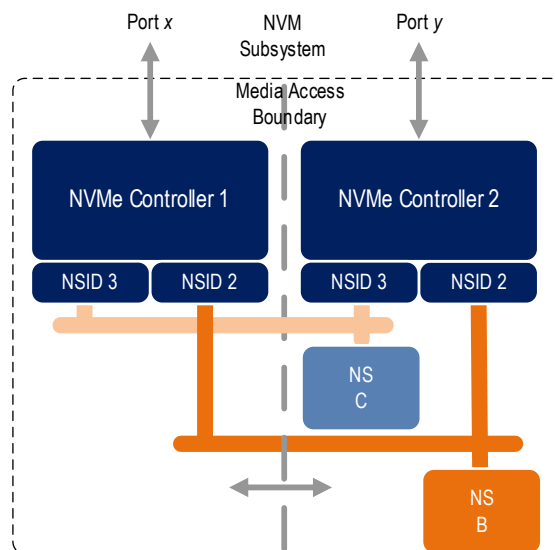 Port x
NVM
Subsystem
Port y
Media Access
Boundary
NVMe Controller 1
NVMe Controller 2
NSID 3
NSID 2
NSID 3
NSID 2
NS
C
NS
B